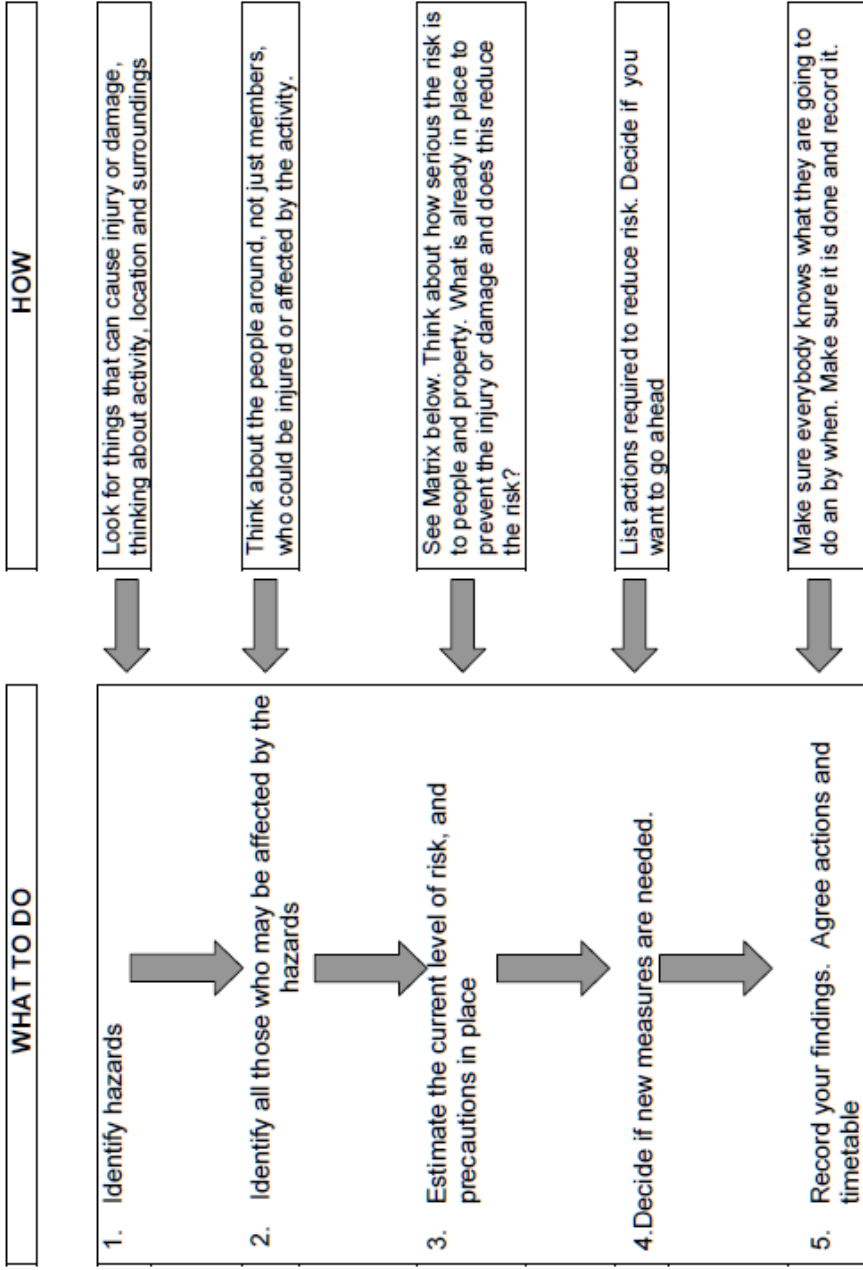 WHAT TO DO
HOW
1. Identify hazards
Look for things that can cause injury or damage,
thinking about activity, location and surroundings
2. Identify all those who may be affected by the
hazards
Think about the people around, not just members,
who could be injured or affected by the activity.
3. Estimate the current level of risk, and
precautions in place
See Matrix below. Think about how serious the risk is
to people and property. What is already in place to
prevent the injury or damage and does this reduce
the risk?
4.Decide if new measures are needed.
List actions required to reduce risk. Decide if you
want to go ahead
5. Record your findings. Agree actions and
timetable
Make sure everybody knows what they are going to
do an by when. Make sure it is done and record it.